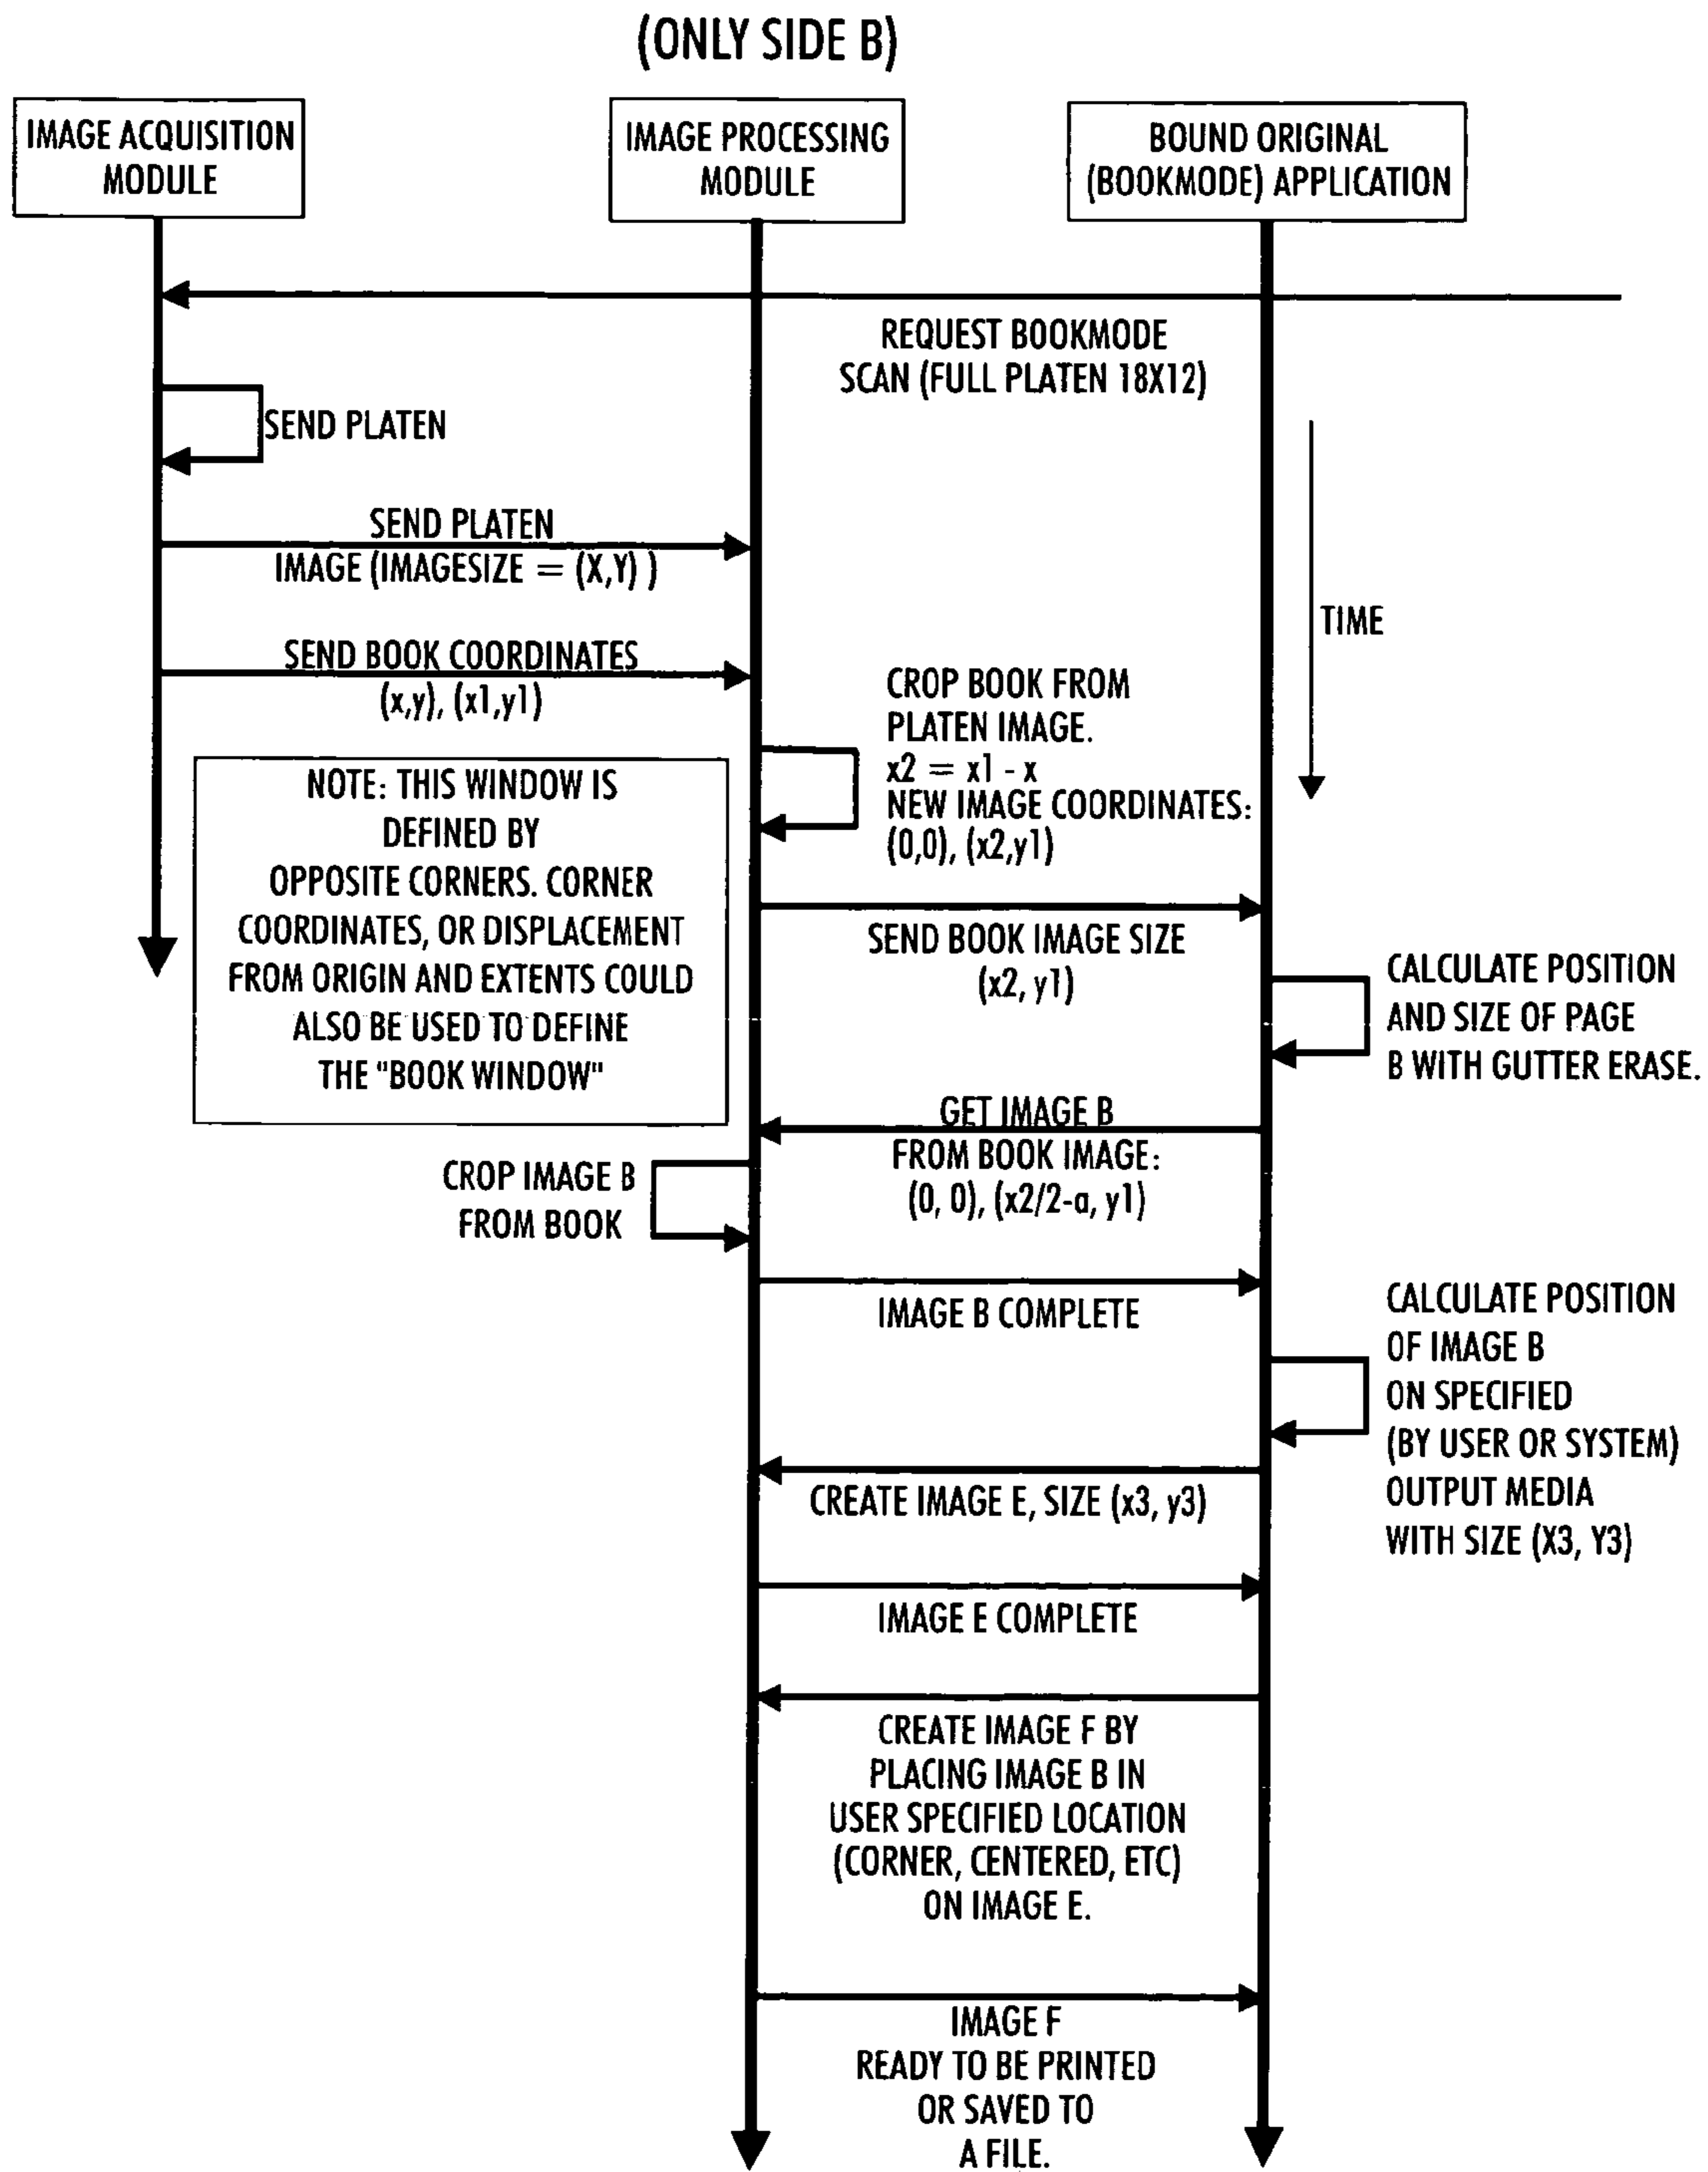 (ONLY SIDE B)
IMAGE ACQUISITION
MODULE
IMAGE PROCESSING
MODULE
BOUND ORIGINAL
(BOOKMODE) APPLICATION
REQUEST BOOKMODE
SCAN (FULL PLATEN 18X12)
SEND PLATEN
SEND PLATEN
IMAGE (IMAGESIZE = (X,Y) )
TIME
SEND BOOK COORDINATES
(x,y), (x1,y1)
CROP BOOK FROM
PLATEN IMAGE.
x2 = x1 - x
NEW IMAGE COORDINATES:
(0,0), (x2,y1)
NOTE: THIS WINDOW IS
DEFINED BY
OPPOSITE CORNERS. CORNER
COORDINATES, OR DISPLACEMENT
FROM ORIGIN AND EXTENTS COULD
ALSO BE USED TO DEFINE
THE "BOOK WINDOW"
SEND BOOK IMAGE SIZE
(x2, y1)
CALCULATE POSITION
AND SIZE OF PAGE
B WITH GUTTER ERASE.
GET IMAGE B
FROM BOOK IMAGE:
(0, 0), (x2/2-a, y1)
CROP IMAGE B
FROM BOOK
IMAGE B COMPLETE
CALCULATE POSITION
OF IMAGE B
ON SPECIFIED
(BY USER OR SYSTEM)
OUTPUT MEDIA
WITH SIZE (X3, Y3)
CREATE IMAGE E, SIZE (x3, y3)
IMAGE E COMPLETE
CREATE IMAGE F BY
PLACING IMAGE B IN
USER SPECIFIED LOCATION
(CORNER, CENTERED, ETC)
ON IMAGE E.
IMAGE F
READY TO BE PRINTED
OR SAVED TO
A FILE.